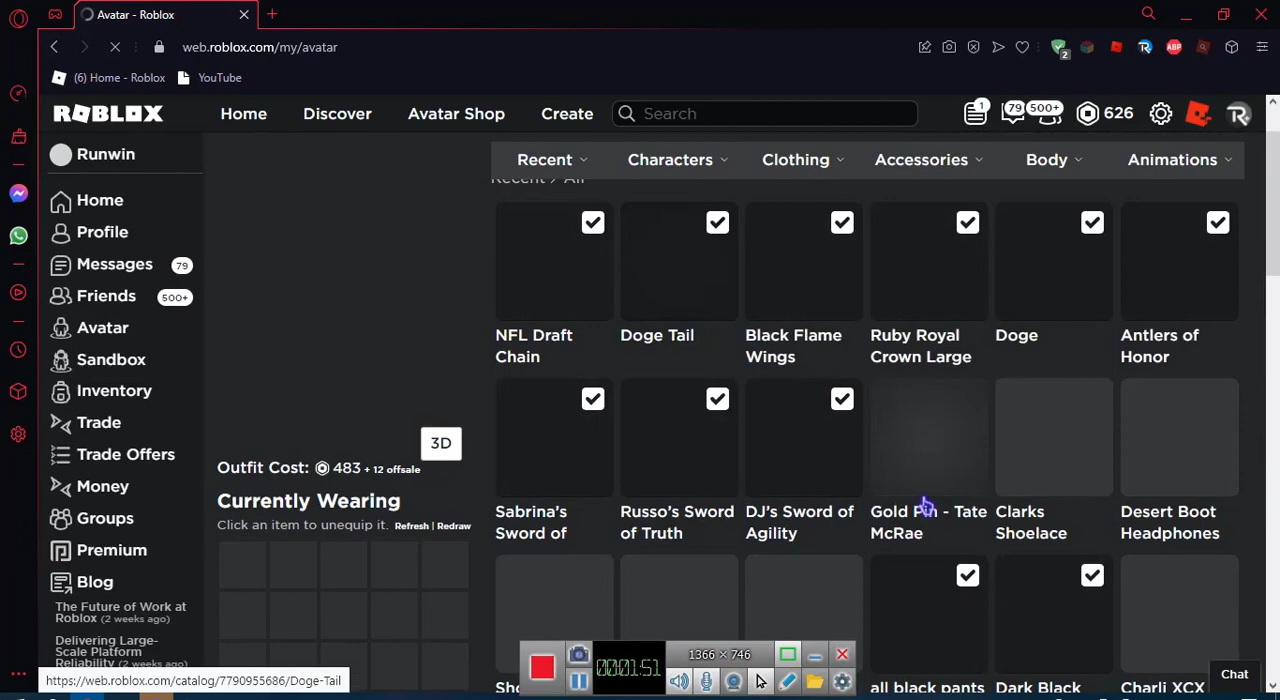 Avatar - Roblox
web.roblox.com/my/avatar
2
ABP
(6) Home - Roblox
YouTube
ROBLOX
Home
Discover
Avatar Shop
Create
Search
1
79
500+
626
Runwin
Recent
Characters
Clothing
Accessories
Body
Animations
Recent > All
Home
Profile
Messages 79
Friends 500+
Avatar
Sandbox
Inventory
Trade
Trade Offers
Money
Groups
Premium
Blog
The Future of Work at
Roblox (2 weeks ago)
Delivering Large-
Scale Platform
Reliability (2 weeks ago)
3D
Outfit Cost: 483 + 12 offsale
Currently Wearing
Click an item to unequip it. Refresh | Redraw
NFL Draft
Chain
Doge Tail
Black Flame
Wings
Ruby Royal
Crown Large
Doge
Antlers of
Honor
Sabrina's
Sword of
Russo's Sword
of Truth
DJ's Sword of
Agility
Gold Pin - Tate
McRae
Clarks
Shoelace
Desert Boot
Headphones
all black pants
Dark Black
Charli XCX
00:01:51
1366 × 746
Chat
https://web.roblox.com/catalog/7790955686/Doge-Tail